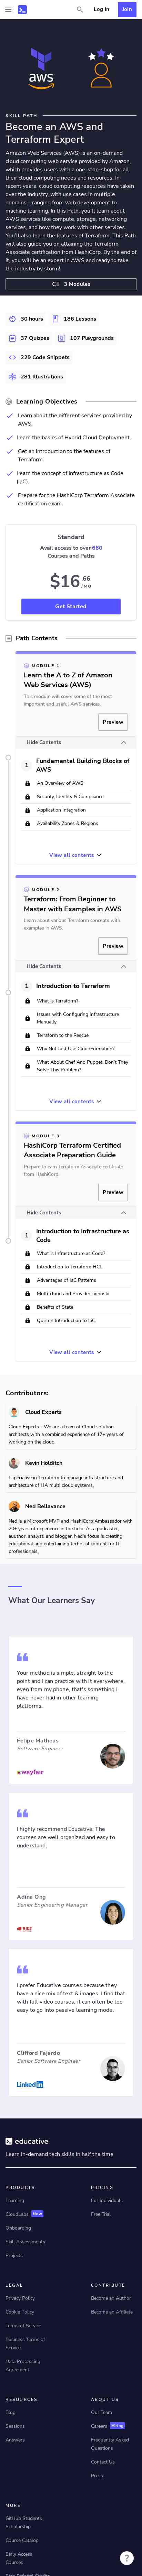 Log In
Join
aws
SKILL PATH
Become an AWS and
Terraform Expert
Amazon Web Services (AWS) is an on-demand
cloud computing web service provided by Amazon,
which provides users with a one-stop-shop for all
their cloud computing needs and resources. In
recent years, cloud computing resources have taken
over the industry, with use cases in multiple
domains—ranging from web development to
machine learning. In this Path, you'll learn about
AWS services like compute, storage, and networking
services, and how they work with other services.
You'll also learn the features of Terraform. This Path
will also guide you on attaining the Terraform
Associate Certification from HashiCorp. At the end
of it, you will be an expert in AWS and ready to take
the industry by storm!
3 Modules
30 hours
186 Lessons
37 Quizzes
107 Playgrounds
229 Code Snippets
281 Illustrations
Learning Objectives
Learn about the different services provided by
AWS.
Learn the basics of Hybrid Cloud Deployment.
Get an introduction to the features of
Terraform.
Learn the concept of Infrastructure as Code
(IaC).
Prepare for the HashiCorp Terraform Associate
certification exam.
Standard
Avail access to over 660
Courses and Paths
$16.66
/ MO
Get Started
Path Contents
MODULE 1
Learn the A to Z of Amazon
Web Services (AWS)
This module will cover some of the most
important and useful AWS services.
Preview
Hide Contents
1
Fundamental Building Blocks of
AWS
An Overview of AWS
Security, Identity & Compliance
Application Integration
Availability Zones & Regions
View all contents
MODULE 2
Terraform: From Beginner to
Master with Examples in AWS
Learn about various Terraform concepts with
examples in AWS.
Preview
Hide Contents
1
Introduction to Terraform
What is Terraform?
Issues with Configuring Infrastructure
Manually
Terraform to the Rescue
Why Not Just Use CloudFormation?
What About Chef And Puppet, Don't They
Still Solve This Problem?
View all contents
MODULE 3
HashiCorp Terraform Certified
Associate Preparation Guide
Prepare to earn Terraform Associate certificate
from HashiCorp.
Preview
Hide Contents
1
Introduction to Infrastructure as
Code
What is Infrastructure as Code?
Introduction to Terraform HCL
Advantages of IaC Patterns
Multi-cloud and Provider-agnostic
Benefits of State
Quiz on Introduction to IaC
View all contents
Contributors:
Cloud Experts
Cloud Experts - We are a team of Cloud solution
architects with a combined experience of 17+ years of
working on the cloud.
Kevin Holditch
I specialise in Terraform to manage infrastructure and
architecture of HA multi cloud systems.
Ned Bellavance
Ned is a Microsoft MVP and HashiCorp Ambassador with
20+ years of experience in the field. As a podcaster,
author, analyst, and blogger, Ned's focus is creating
educational and entertaining technical content for IT
professionals.
What Our Learners Say
Your method is simple, straight to the
point and I can practice with it everywhere,
even from my phone, that's something I
have never had in other learning
platforms.
Felipe Matheus
Software Engineer
wayfair
I highly recommend Educative. The
courses are well organized and easy to
understand.
Adina Ong
Senior Engineering Manager
RIOT
I prefer Educative courses because they
have a nice mix of text & images. I find that
with full video courses, it can often be too
easy to go into passive learning mode.
Clifford Fajardo
Senior Software Engineer
Linkedin
educative
Learn in-demand tech skills in half the time
PRODUCTS
Learning
CloudLabs New
Onboarding
Skill Assessments
Projects
PRICING
For Individuals
Free Trial
LEGAL
Privacy Policy
Cookie Policy
Terms of Service
Business Terms of
Service
Data Processing
Agreement
CONTRIBUTE
Become an Author
Become an Affiliate
RESOURCES
Blog
Sessions
Answers
ABOUT US
Our Team
Careers Hiring
Frequently Asked
Questions
Contact Us
Press
MORE
GitHub Students
Scholarship
Course Catalog
Early Access
Courses
?